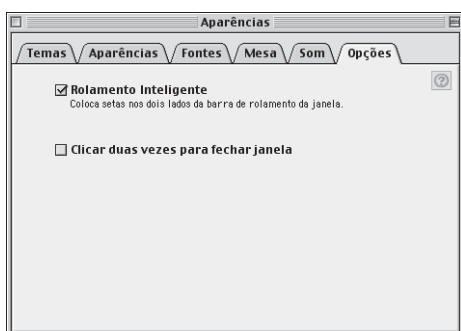 Aparências
Temas Aparências Fontes Mesa Som Opções
?
Rolamento Inteligente
Coloca setas nos dois lados da barra de rolamento da janela.
Clicar duas vezes para fechar janela